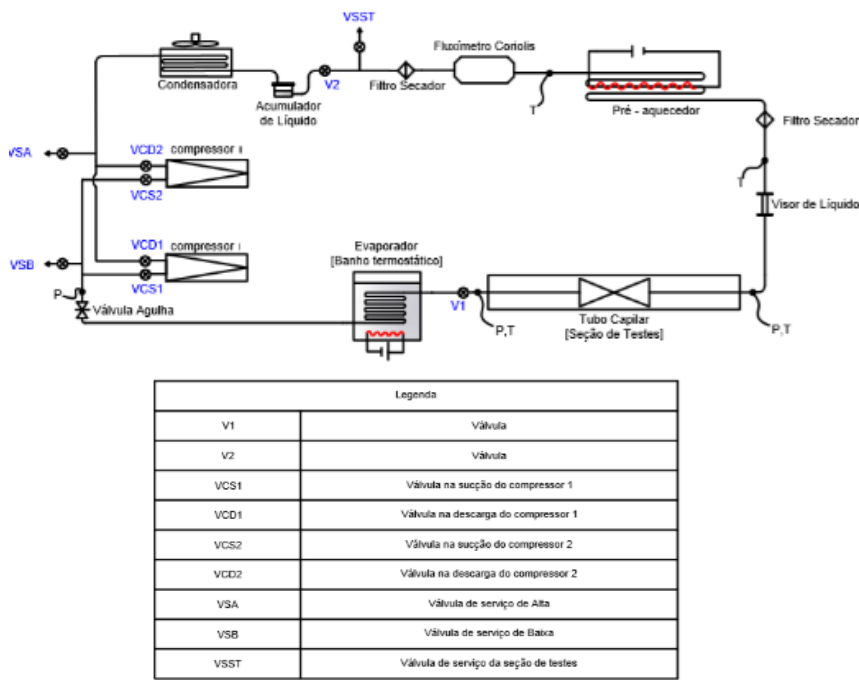 VSST
Fluxímetro Coriolis
Condensadora
V2
Filtro Secador
Acumulador
de Líquido
T
Pré - aquecedor
Filtro Secador
VSA
VCD2 compressor II
VCS2
T
Visor de Líquido
VCD1 compressor I
VSB
VCS1
Evaporador
[Banho termostático]
P
Válvula Agulha
V1
Tubo Capilar
[Seção de Testes]
P,T
P,T
Legenda
V1 Válvula
V2 Válvula
VCS1 Válvula na sucção do compressor 1
VCD1 Válvula na descarga do compressor 1
VCS2 Válvula na sucção do compressor 2
VCD2 Válvula na descarga do compressor 2
VSA Válvula de serviço de Alta
VSB Válvula de serviço de Baixa
VSST Válvula de serviço da seção de testes